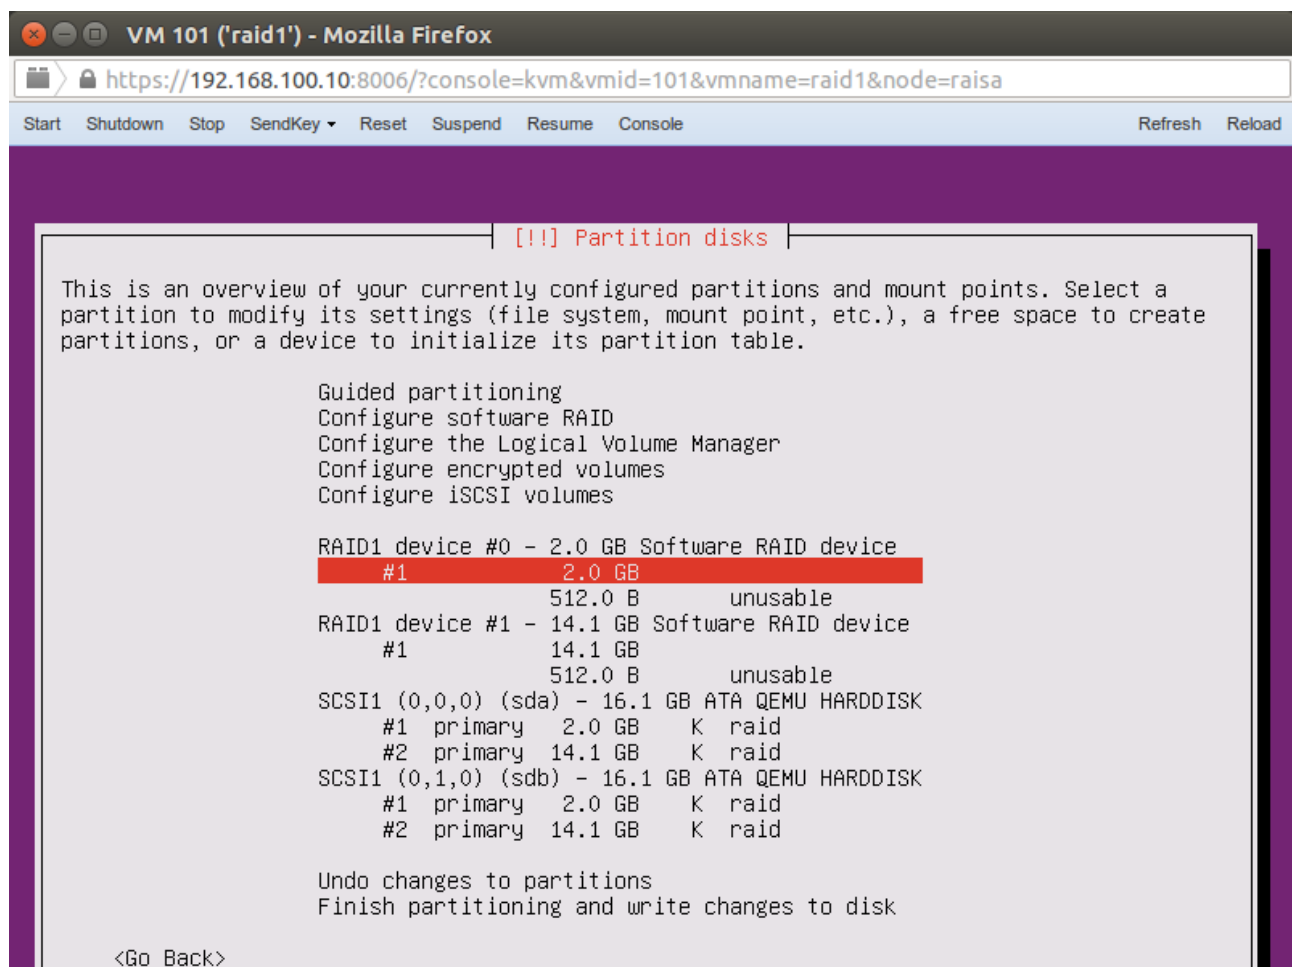 VM 101 ('raid1') - Mozilla Firefox
https://192.168.100.10:8006/?console=kvm&vmid=101&vmname=raid1&node=raisa
Start Shutdown Stop SendKey Reset Suspend Resume Console Refresh Reload
[!!] Partition disks
This is an overview of your currently configured partitions and mount points. Select a
partition to modify its settings (file system, mount point, etc.), a free space to create
partitions, or a device to initialize its partition table.
Guided partitioning
Configure software RAID
Configure the Logical Volume Manager
Configure encrypted volumes
Configure iSCSI volumes
RAID1 device #0 - 2.0 GB Software RAID device
#1 2.0 GB
512.0 B unusable
RAID1 device #1 - 14.1 GB Software RAID device
#1 14.1 GB
512.0 B unusable
SCSI1 (0,0,0) (sda) - 16.1 GB ATA QEMU HARDDISK
#1 primary 2.0 GB K raid
#2 primary 14.1 GB K raid
SCSI1 (0,1,0) (sdb) - 16.1 GB ATA QEMU HARDDISK
#1 primary 2.0 GB K raid
#2 primary 14.1 GB K raid
Undo changes to partitions
Finish partitioning and write changes to disk
<Go Back>